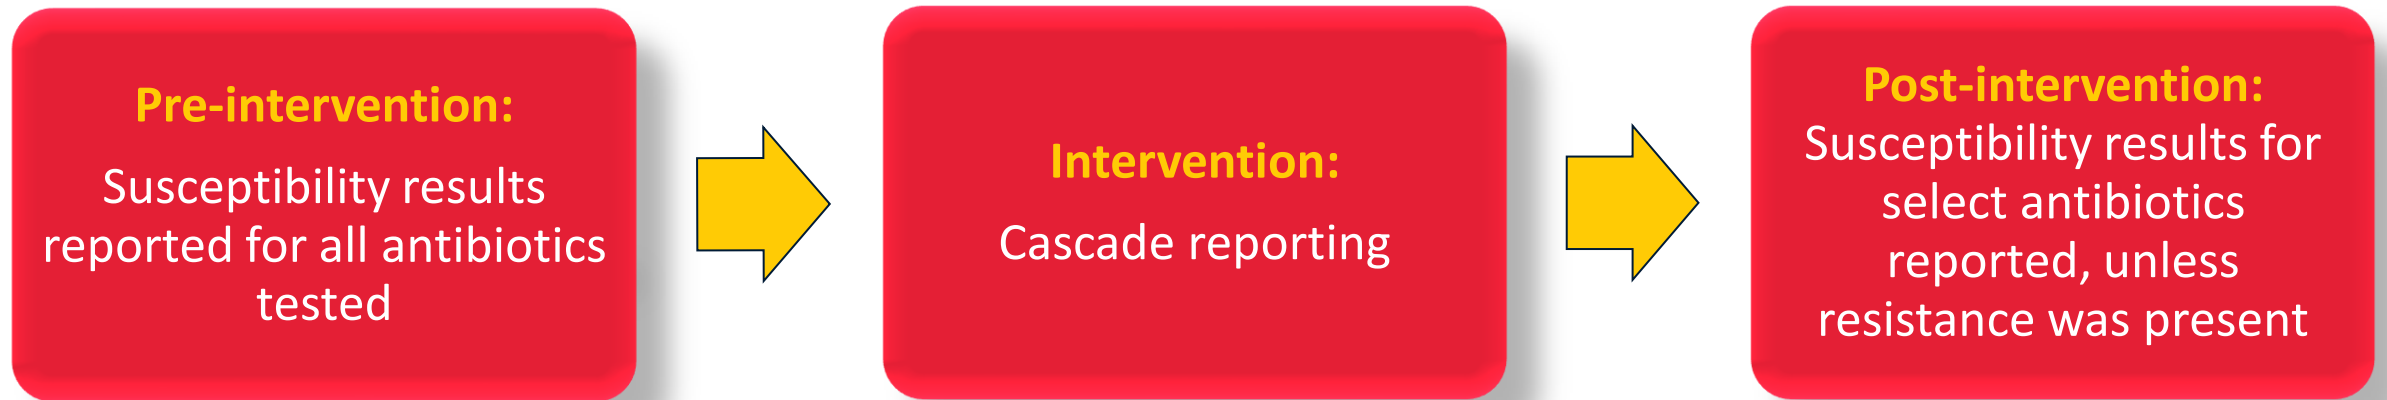 Pre-intervention:
Susceptibility results
reported for all antibiotics
tested
Intervention:
Cascade reporting
Post-intervention:
Susceptibility results for
select antibiotics
reported, unless
resistance was present